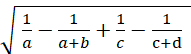 √(1/a − 1/(a+b) + 1/c − 1/(c+d))